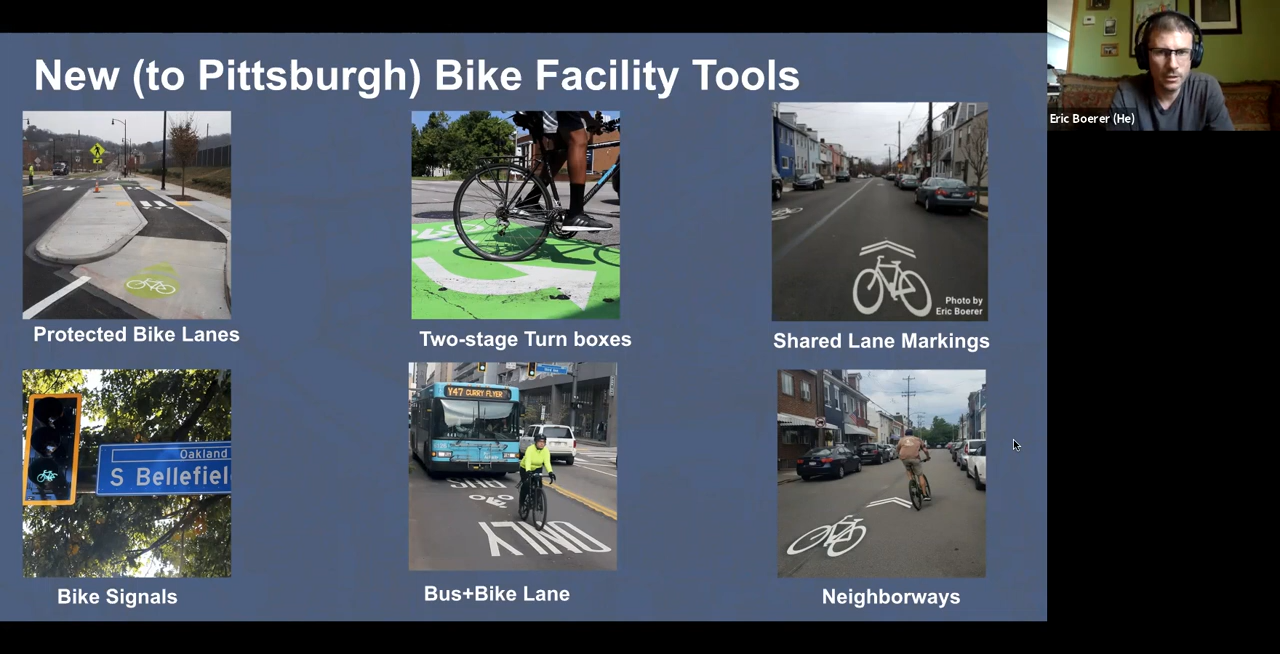 New (to Pittsburgh) Bike Facility Tools
Eric Boerer (He)
Photo by
Eric Boerer
Protected Bike Lanes
Two-stage Turn boxes
Shared Lane Markings
Oakland
S Bellefiel
Y47 CURRY FLYER
BUS
ONLY
Bike Signals
Bus+Bike Lane
Neighborways